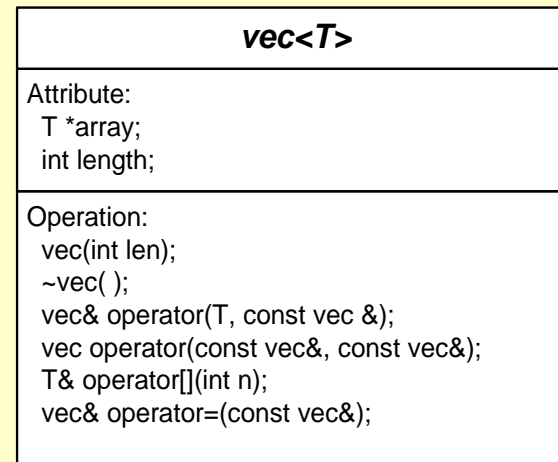 vec<T>
Attribute:
T *array;
int length;
Operation:
vec(int len);
~vec( );
vec& operator(T, const vec &);
vec operator(const vec&, const vec&);
T& operator[](int n);
vec& operator=(const vec&);